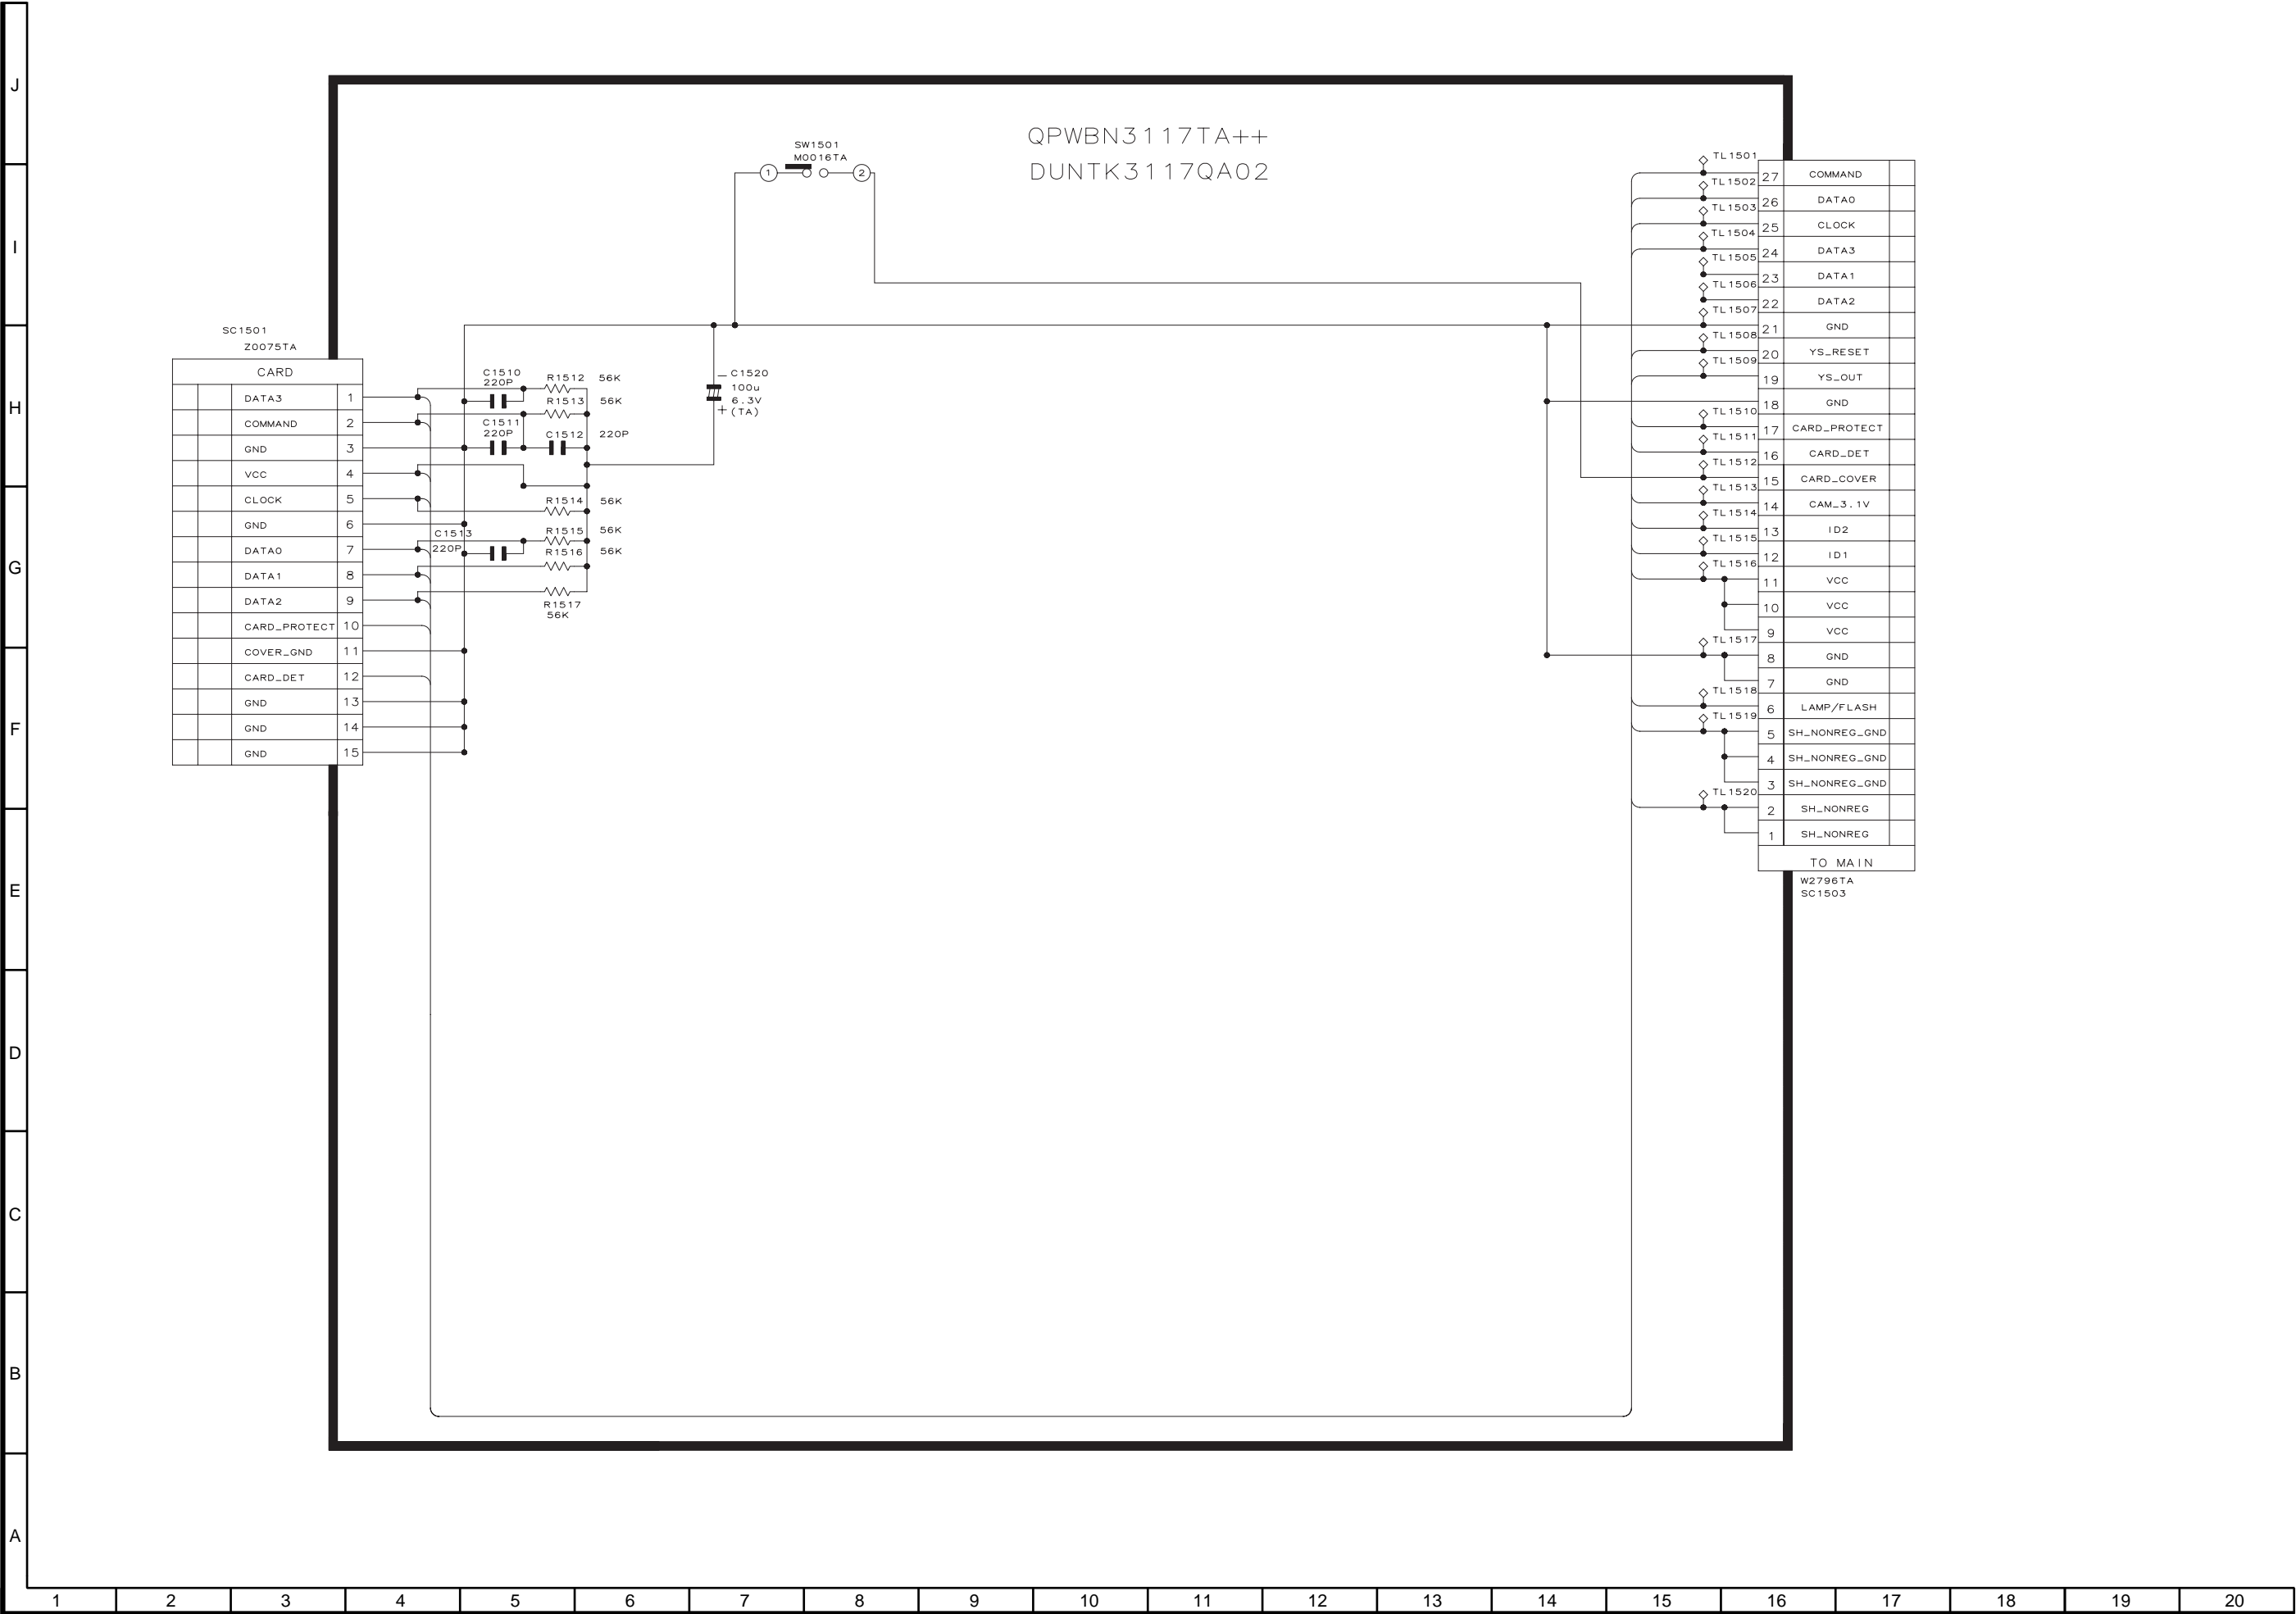 J
I
H
G
F
E
D
C
B
A
QPWBN3117TA++
DUNTK3117QA02
SW1501
M0016TA
1
2
SC1501
Z0075TA
CARD
DATA3 1
COMMAND 2
GND 3
VCC 4
CLOCK 5
GND 6
DATA0 7
DATA1 8
DATA2 9
CARD_PROTECT 10
COVER_GND 11
CARD_DET 12
GND 13
GND 14
GND 15
C1510
220P
R1512 56K
R1513 56K
C1511
220P
C1512 220P
R1514 56K
C1513
220P
R1515 56K
R1516 56K
R1517
56K
− C1520
100u
6.3V
+ (TA)
TL1501
27 COMMAND
TL1502
26 DATA0
TL1503
25 CLOCK
TL1504
24 DATA3
TL1505
23 DATA1
TL1506
22 DATA2
TL1507
21 GND
TL1508
20 YS_RESET
TL1509
19 YS_OUT
18 GND
TL1510
17 CARD_PROTECT
TL1511
16 CARD_DET
TL1512
15 CARD_COVER
TL1513
14 CAM_3.1V
TL1514
13 ID2
TL1515
12 ID1
TL1516
11 VCC
10 VCC
9 VCC
TL1517
8 GND
7 GND
TL1518
6 LAMP/FLASH
TL1519
5 SH_NONREG_GND
4 SH_NONREG_GND
3 SH_NONREG_GND
TL1520
2 SH_NONREG
1 SH_NONREG
TO MAIN
W2796TA
SC1503
1 2 3 4 5 6 7 8 9 10 11 12 13 14 15 16 17 18 19 20